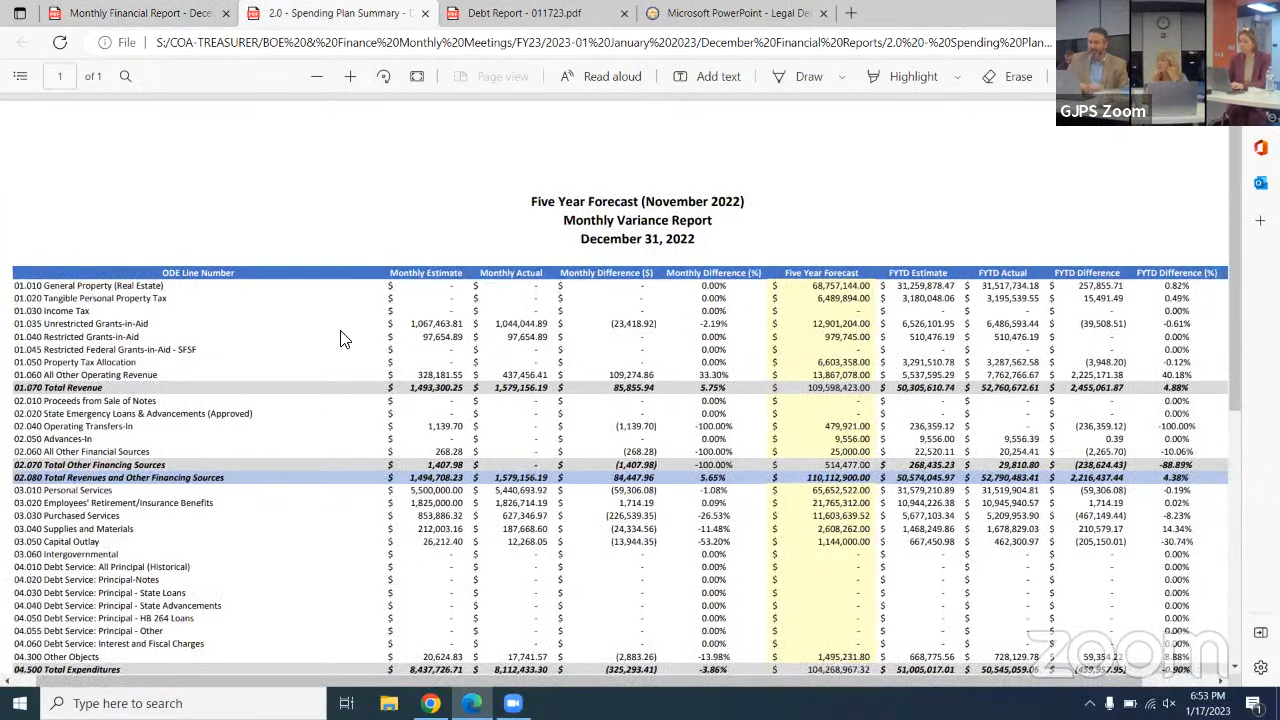 Monthly Financial Report - Dece
2.0 - Spending Plan Summary - D
Debt Report - 011723.pdf
Microsoft PowerPoint - Legal De
File S:/COA-TREASURER/BOE%20&%20Finance%20Monthly%20Meetings/FY23/2023-01%20January%202023/December%20Financial%20Reports/2.0%20-%20Spending%20Plan...
1 of 1 Page view Read aloud Add text Draw Highlight Erase
GJPS Zoom
Five Year Forecast (November 2022)
Monthly Variance Report
December 31, 2022
ODE Line Number Monthly Estimate Monthly Actual Monthly Difference ($) Monthly Difference (%) Five Year Forecast FYTD Estimate FYTD Actual FYTD Difference FYTD Difference (%)
01.010 General Property (Real Estate) $ - $ - $ - 0.00% $ 68,757,144.00 $ 31,259,878.47 $ 31,517,734.18 $ 257,855.71 0.82%
01.020 Tangible Personal Property Tax $ - $ - $ - 0.00% $ 6,489,894.00 $ 3,180,048.06 $ 3,195,539.55 $ 15,491.49 0.49%
01.030 Income Tax $ - $ - $ - 0.00% $ - $ - $ - $ - 0.00%
01.035 Unrestricted Grants-in-Aid $ 1,067,463.81 $ 1,044,044.89 $ (23,418.92) -2.19% $ 12,901,204.00 $ 6,526,101.95 $ 6,486,593.44 $ (39,508.51) -0.61%
01.040 Restricted Grants-in-Aid $ 97,654.89 $ 97,654.89 $ - 0.00% $ 979,745.00 $ 510,476.19 $ 510,476.19 $ - 0.00%
01.045 Restricted Federal Grants-in-Aid - SFSF $ - $ - $ - 0.00% $ - $ - $ - $ - 0.00%
01.050 Property Tax Allocation $ - $ - $ - 0.00% $ 6,603,358.00 $ 3,291,510.78 $ 3,287,562.58 $ (3,948.20) -0.12%
01.060 All Other Operating Revenue $ 328,181.55 $ 437,456.41 $ 109,274.86 33.30% $ 13,867,078.00 $ 5,537,595.29 $ 7,762,766.67 $ 2,225,171.38 40.18%
01.070 Total Revenue $ 1,493,300.25 $ 1,579,156.19 $ 85,855.94 5.75% $ 109,598,423.00 $ 50,305,610.74 $ 52,760,672.61 $ 2,455,061.87 4.88%
02.010 Proceeds from Sale of Notes $ - $ - $ - 0.00% $ - $ - $ - $ - 0.00%
02.020 State Emergency Loans & Advancements (Approved) $ - $ - $ - 0.00% $ - $ - $ - $ - 0.00%
02.040 Operating Transfers-In $ 1,139.70 $ - $ (1,139.70) -100.00% $ 479,921.00 $ 236,359.12 $ - $ (236,359.12) -100.00%
02.050 Advances-In $ - $ - $ - 0.00% $ 9,556.00 $ 9,556.00 $ 9,556.39 $ 0.39 0.00%
02.060 All Other Financial Sources $ 268.28 $ - $ (268.28) -100.00% $ 25,000.00 $ 22,520.11 $ 20,254.41 $ (2,265.70) -10.06%
02.070 Total Other Financing Sources $ 1,407.98 $ - $ (1,407.98) -100.00% $ 514,477.00 $ 268,435.23 $ 29,810.80 $ (238,624.43) -88.89%
02.080 Total Revenues and Other Financing Sources $ 1,494,708.23 $ 1,579,156.19 $ 84,447.96 5.65% $ 110,112,900.00 $ 50,574,045.97 $ 52,790,483.41 $ 2,216,437.44 4.38%
03.010 Personal Services $ 5,500,000.00 $ 5,440,693.92 $ (59,306.08) -1.08% $ 65,652,522.00 $ 31,579,210.89 $ 31,519,904.81 $ (59,306.08) -0.19%
03.020 Employees' Retirement/Insurance Benefits $ 1,825,000.00 $ 1,826,714.19 $ 1,714.19 0.09% $ 21,765,312.00 $ 10,944,226.38 $ 10,945,940.57 $ 1,714.19 0.02%
03.030 Purchased Services $ 853,886.32 $ 627,346.97 $ (226,539.35) -26.53% $ 11,603,639.52 $ 5,677,103.34 $ 5,209,953.90 $ (467,149.44) -8.23%
03.040 Supplies and Materials $ 212,003.16 $ 187,668.60 $ (24,334.56) -11.48% $ 2,608,262.00 $ 1,468,249.86 $ 1,678,829.03 $ 210,579.17 14.34%
03.050 Capital Outlay $ 26,212.40 $ 12,268.05 $ (13,944.35) -53.20% $ 1,144,000.00 $ 667,450.98 $ 462,300.97 $ (205,150.01) -30.74%
03.060 Intergovernmental $ - $ - $ - 0.00% $ - $ - $ - $ - 0.00%
04.010 Debt Service: All Principal (Historical) $ - $ - $ - 0.00% $ - $ - $ - $ - 0.00%
04.020 Debt Service: Principal-Notes $ - $ - $ - 0.00% $ - $ - $ - $ - 0.00%
04.030 Debt Service: Principal - State Loans $ - $ - $ - 0.00% $ - $ - $ - $ - 0.00%
04.040 Debt Service: Principal - State Advancements $ - $ - $ - 0.00% $ - $ - $ - $ - 0.00%
04.050 Debt Service: Principal - HB 264 Loans $ - $ - $ - 0.00% $ - $ - $ - $ - 0.00%
04.055 Debt Service: Principal - Other $ - $ - $ - 0.00% $ - $ - $ - $ - 0.00%
04.060 Debt Service: Interest and Fiscal Charges $ - $ - $ - 0.00% $ - $ - $ - $ - 0.00%
04.300 Other Objects $ 20,624.83 $ 17,741.57 $ (2,883.26) -13.98% $ 1,495,231.80 $ 668,775.56 $ 728,129.78 $ 59,354.22 8.88%
04.500 Total Expenditures $ 8,437,726.71 $ 8,112,433.30 $ (325,293.41) -3.86% $ 104,268,967.32 $ 51,005,017.01 $ 50,545,059.06 $ (459,957.95) -0.90%
zoom
Type here to search
6:53 PM
1/17/2023